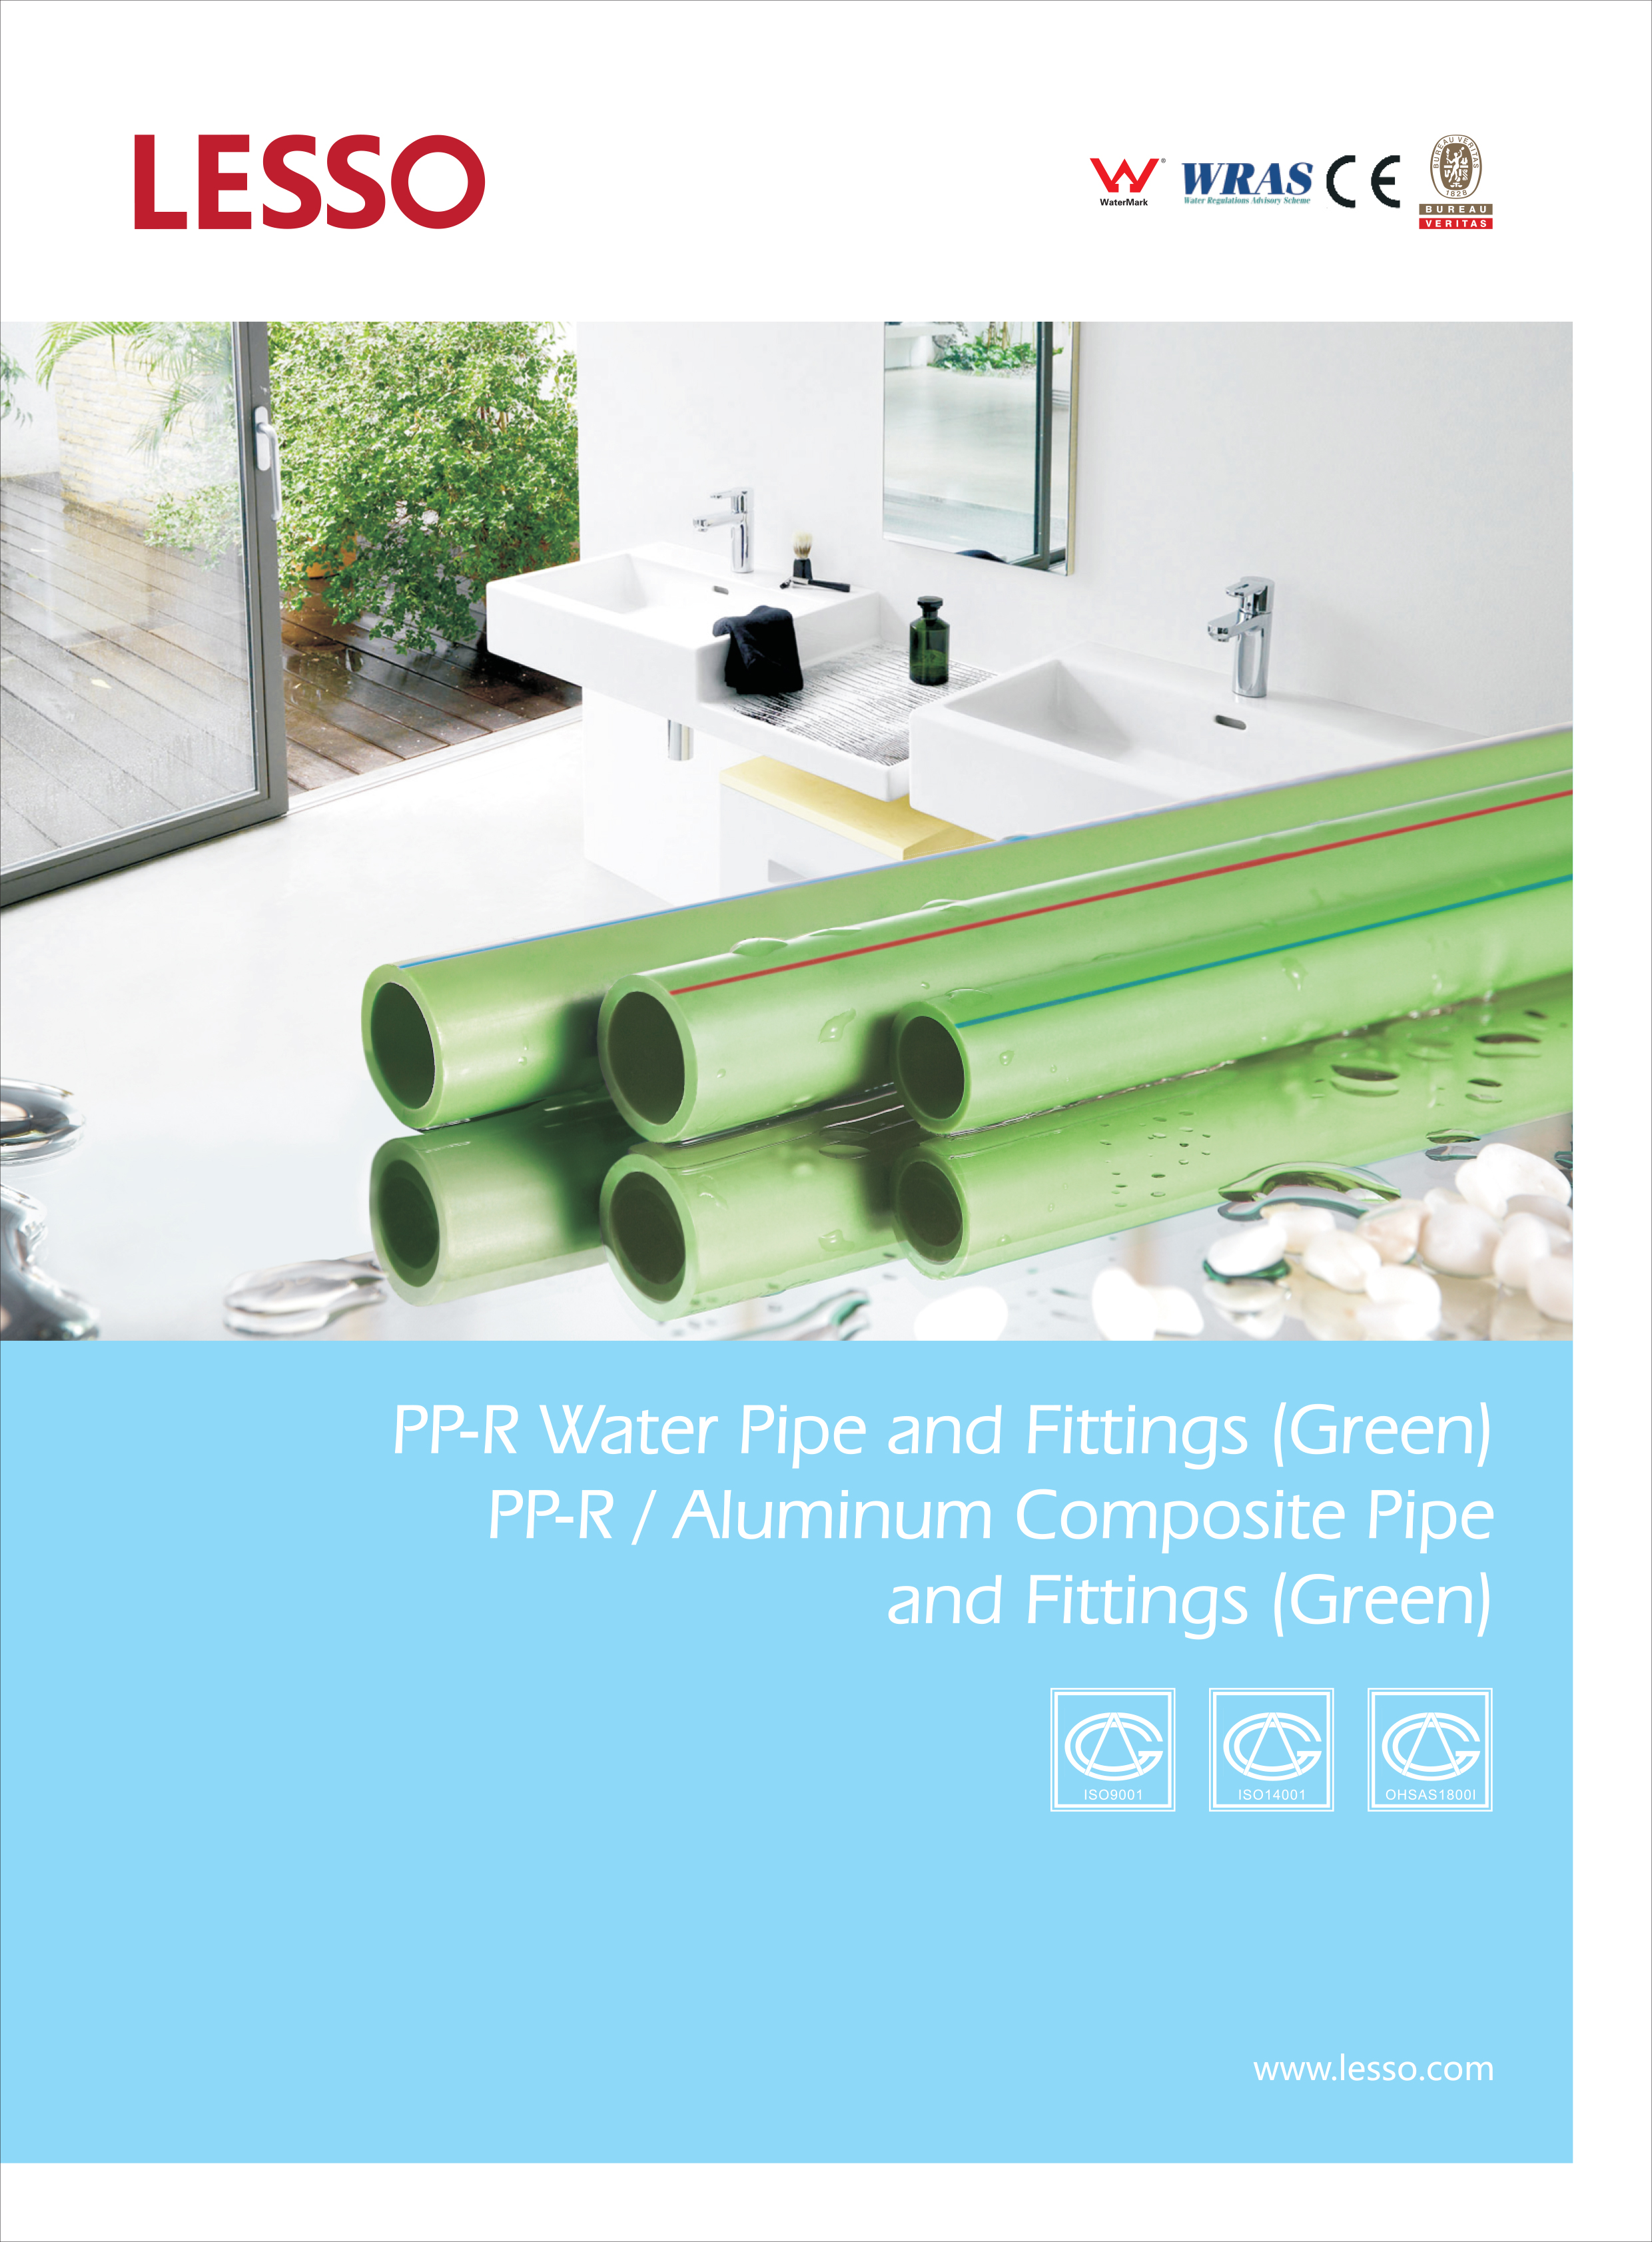 LESSO
WaterMark
WRAS
Water Regulations Advisory Scheme
CE
BUREAU VERITAS
1828
BUREAU
VERITAS
PP-R Water Pipe and Fittings (Green)
PP-R / Aluminum Composite Pipe
and Fittings (Green)
ISO9001
ISO14001
OHSAS1800I
www.lesso.com